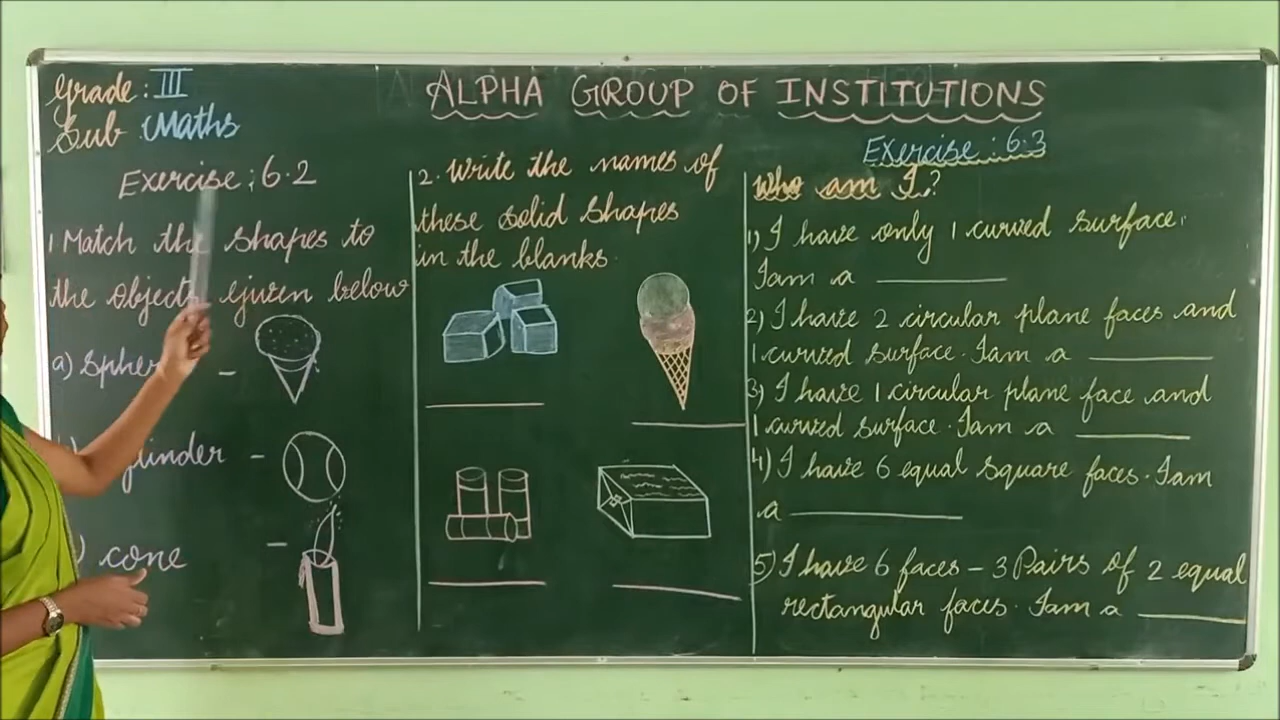 Grade : III
Sub : Maths
ALPHA GROUP OF INSTITUTIONS
Exercise : 6.2
1. Match the shapes to
the object given below
a) Spher -
linder -
) cone -
2. Write the names of
these solid shapes
in the blanks.
Exercise : 6.3
Who am I?
1) I have only 1 curved surface.
I am a
2) I have 2 circular plane faces and
1 curved surface. I am a
3) I have 1 circular plane face and
1 curved surface. I am a
4) I have 6 equal square faces. I am
a
5) I have 6 faces - 3 Pairs of 2 equal
rectangular faces. I am a